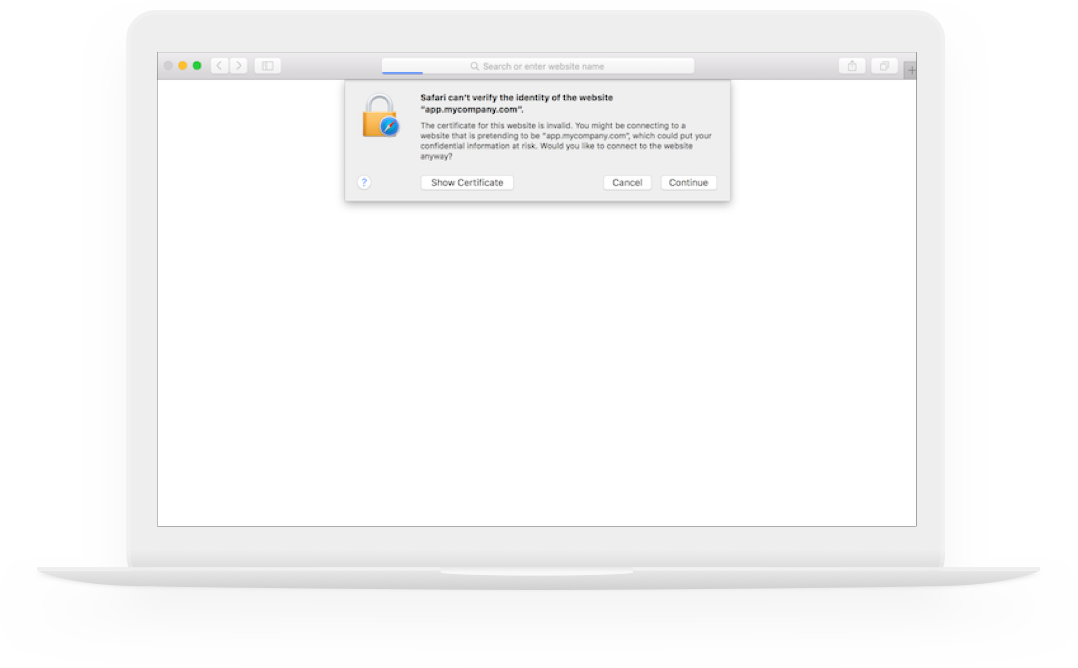 Search or enter website name
Safari can't verify the identity of the website
"app.mycompany.com".
The certificate for this website is invalid. You might be connecting to a
website that is pretending to be "app.mycompany.com", which could put your
confidential information at risk. Would you like to connect to the website
anyway?
? Show Certificate Cancel Continue